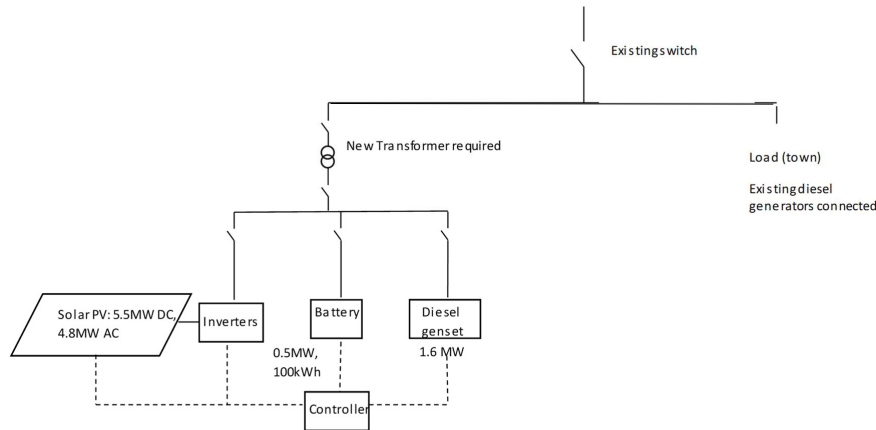 Existing switch
New Transformer required
Load (town)
Existing diesel
generators connected
Solar PV: 5.5MW DC,
4.8MW AC
Inverters
Battery
Diesel
genset
0.5MW,
100kWh
1.6 MW
Controller